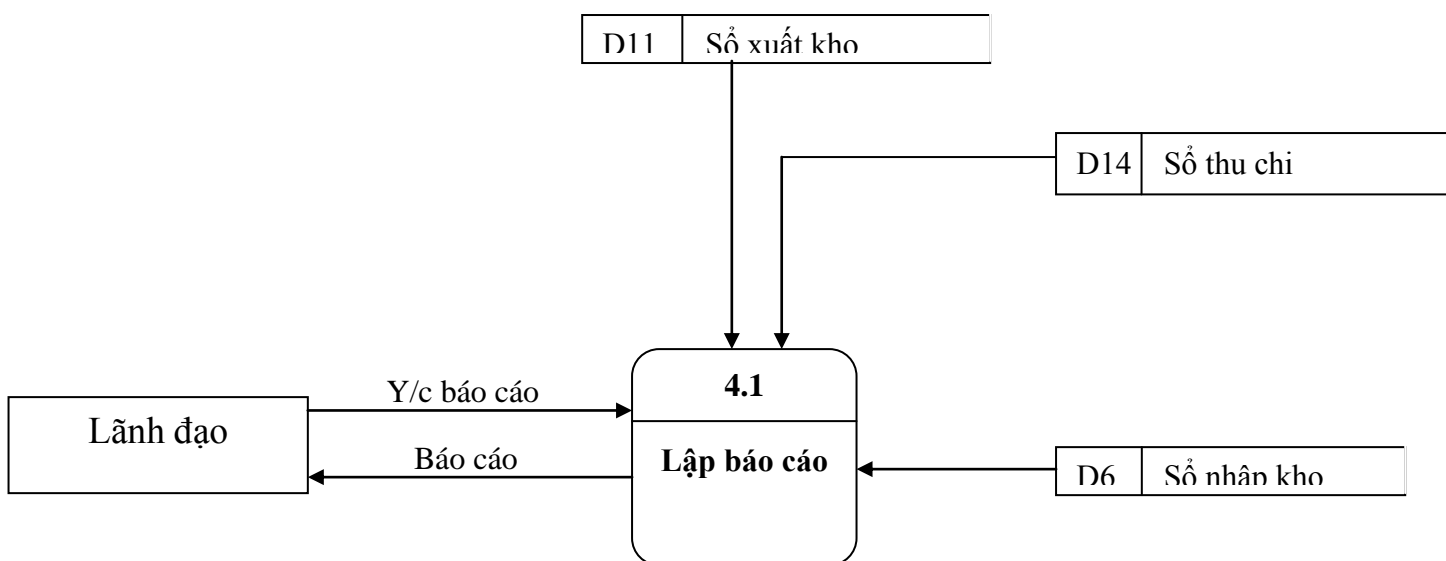 D11 Sổ xuất kho
D14 Sổ thu chi
4.1
Y/c báo cáo
Lãnh đạo
Báo cáo
Lập báo cáo
D6 Sổ nhập kho